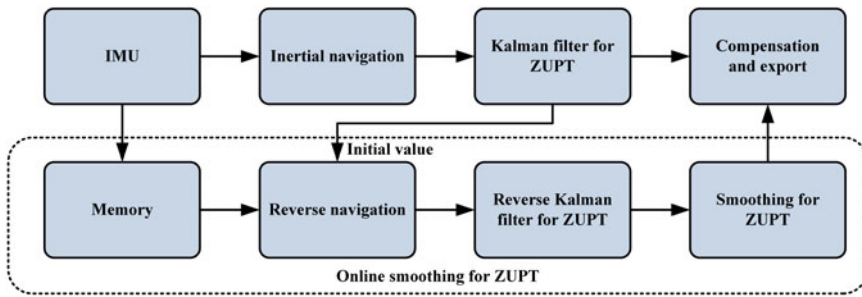 IMU
Inertial navigation
Kalman filter for
ZUPT
Compensation
and export
Initial value
Memory
Reverse navigation
Reverse Kalman
filter for ZUPT
Smoothing for
ZUPT
Online smoothing for ZUPT